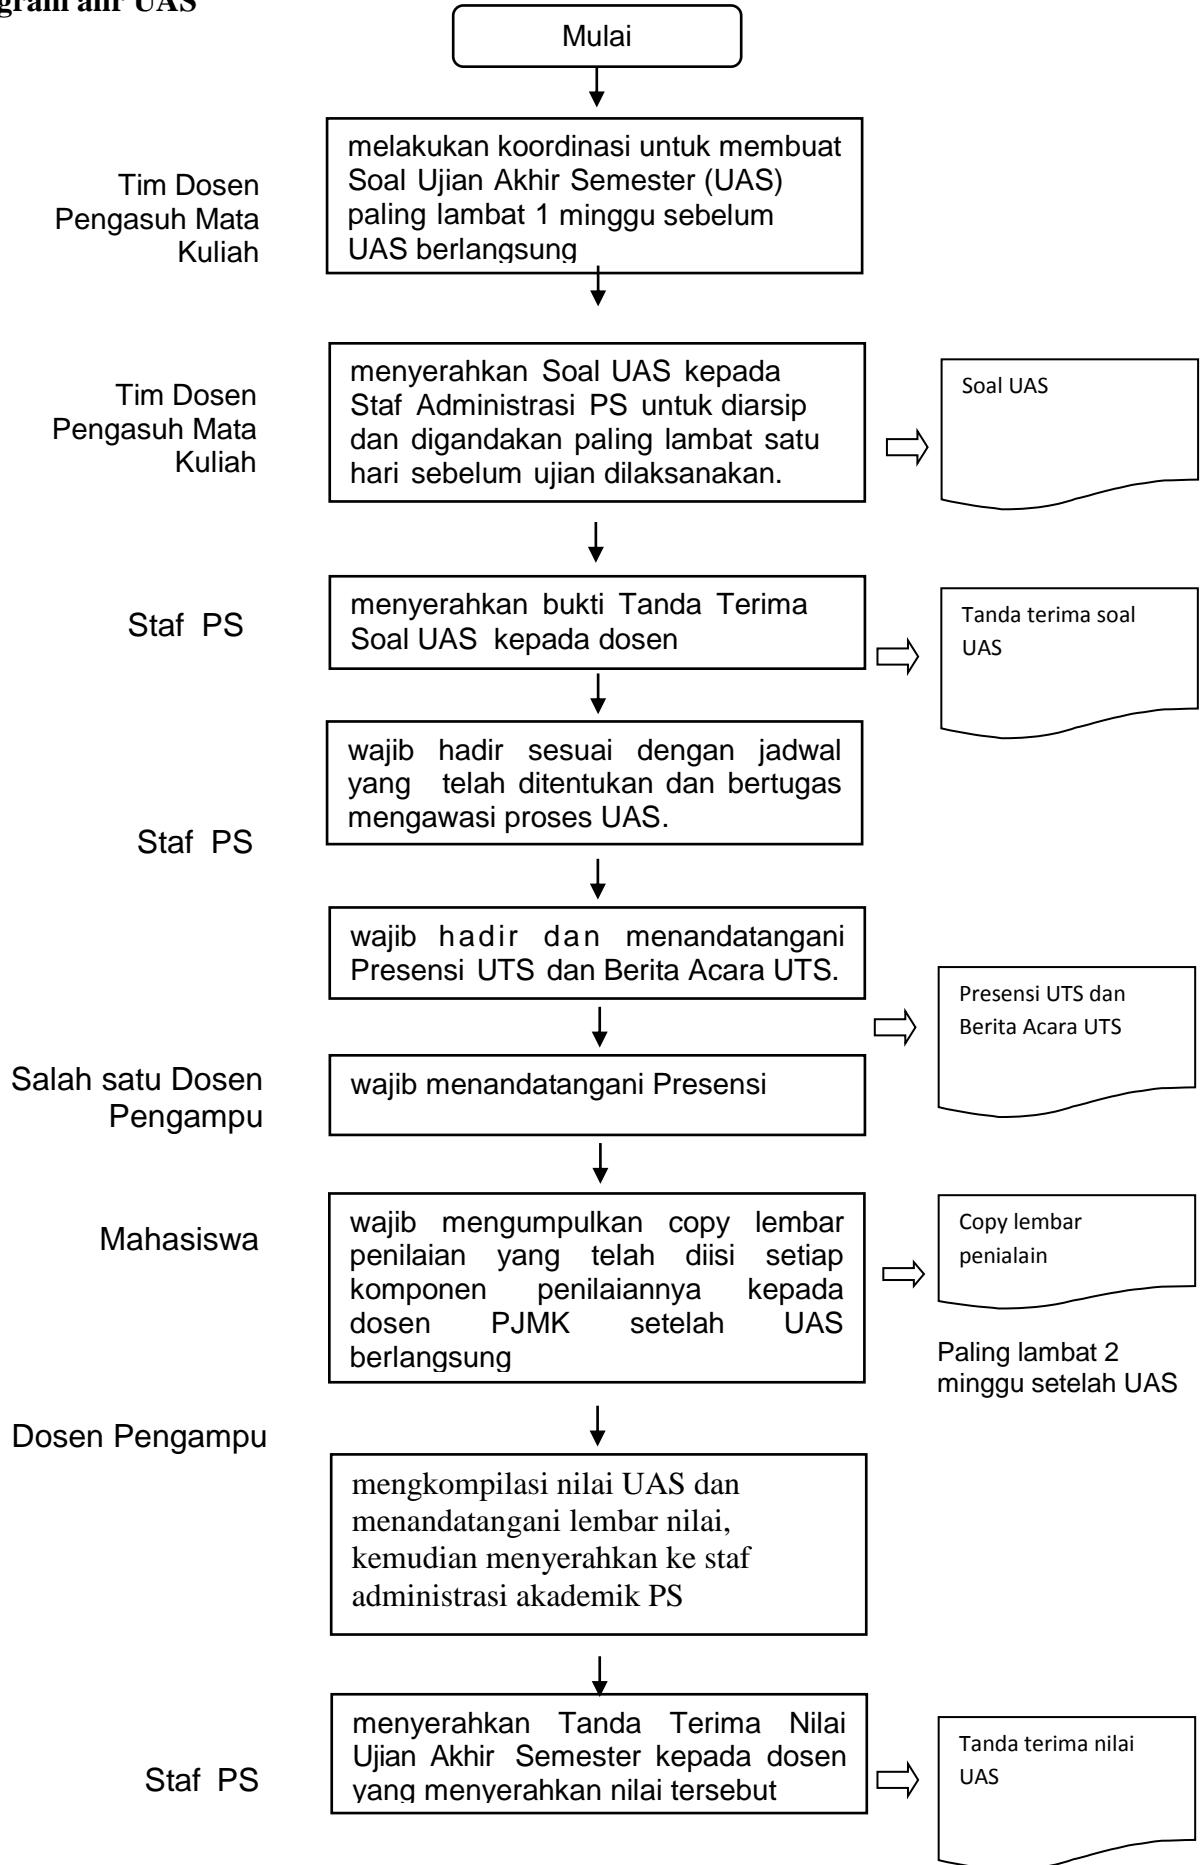 gram alir UAS
Mulai
Tim Dosen
Pengasuh Mata
Kuliah
melakukan koordinasi untuk membuat
Soal Ujian Akhir Semester (UAS)
paling lambat 1 minggu sebelum
UAS berlangsung
Tim Dosen
Pengasuh Mata
Kuliah
menyerahkan Soal UAS kepada
Staf Administrasi PS untuk diarsip
dan digandakan paling lambat satu
hari sebelum ujian dilaksanakan.
Soal UAS
Staf PS
menyerahkan bukti Tanda Terima
Soal UAS kepada dosen
Tanda terima soal
UAS
Staf PS
wajib hadir sesuai dengan jadwal
yang telah ditentukan dan bertugas
mengawasi proses UAS.
wajib hadir dan menandatangani
Presensi UTS dan Berita Acara UTS.
Presensi UTS dan
Berita Acara UTS
Salah satu Dosen
Pengampu
wajib menandatangani Presensi
Mahasiswa
wajib mengumpulkan copy lembar
penilaian yang telah diisi setiap
komponen penilaiannya kepada
dosen PJMK setelah UAS
berlangsung
Copy lembar
penialain
Paling lambat 2
minggu setelah UAS
Dosen Pengampu
mengkompilasi nilai UAS dan
menandatangani lembar nilai,
kemudian menyerahkan ke staf
administrasi akademik PS
Staf PS
menyerahkan Tanda Terima Nilai
Ujian Akhir Semester kepada dosen
yang menyerahkan nilai tersebut
Tanda terima nilai
UAS